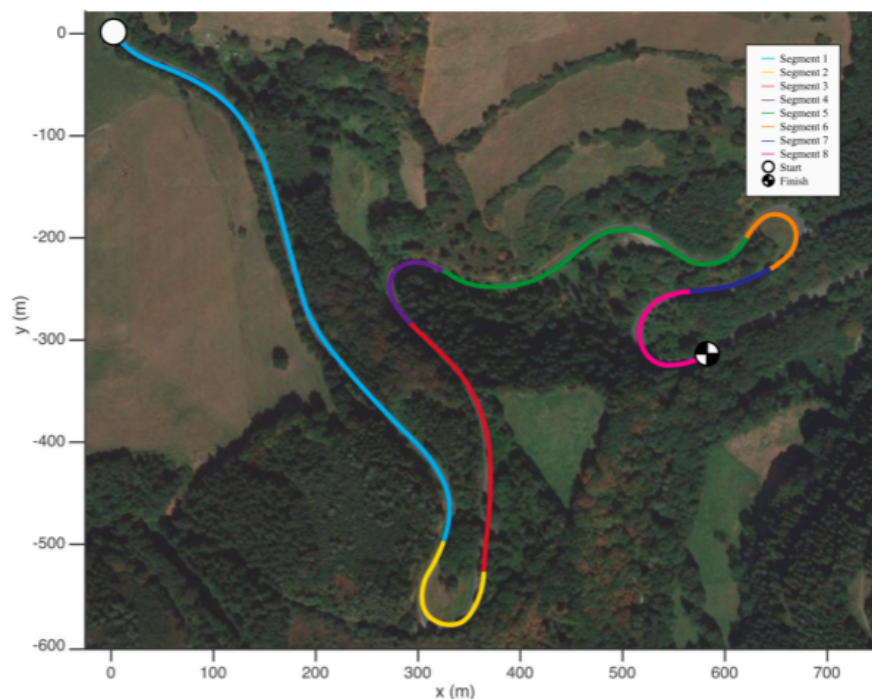 0
-100
-200
-300
-400
-500
-600
y (m)
Segment 1
Segment 2
Segment 3
Segment 4
Segment 5
Segment 6
Segment 7
Segment 8
Start
Finish
0 100 200 300 400 500 600 700
x (m)